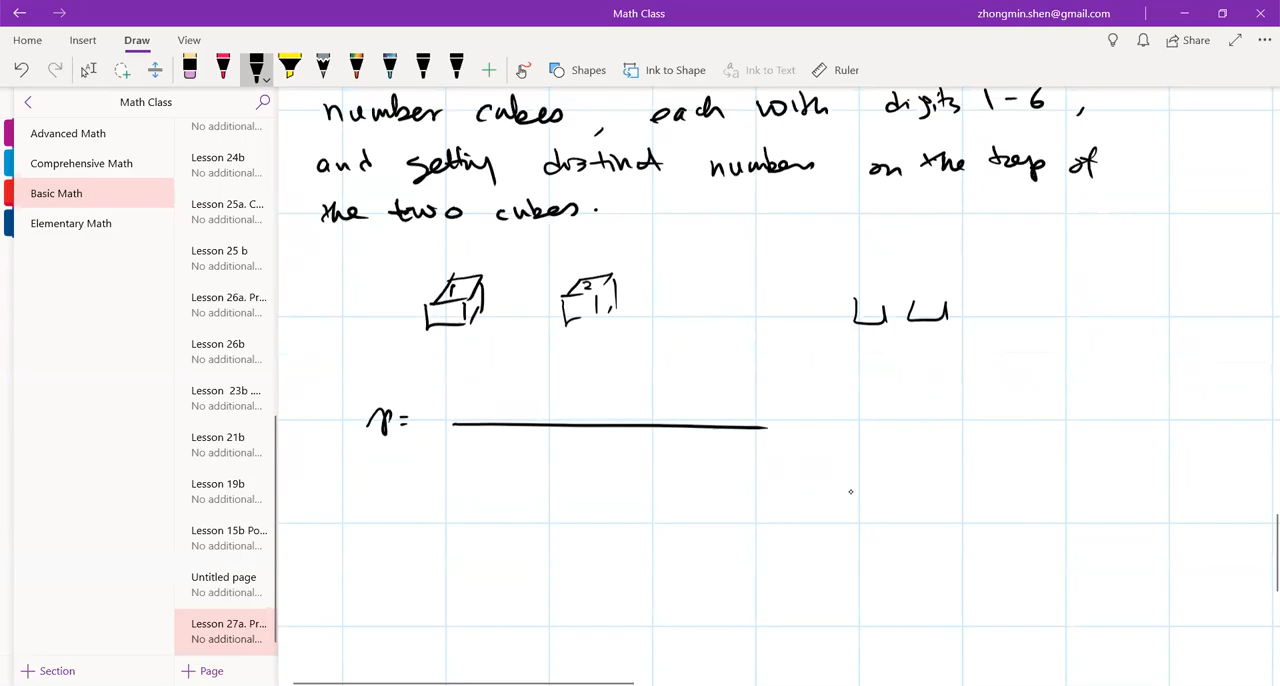 Math Class
zhongmin.shen@gmail.com
Home Insert Draw View
Share
Shapes Ink to Shape Ink to Text Ruler
Math Class
Advanced Math
Comprehensive Math
Basic Math
Elementary Math
No additional...
Lesson 24b
No additional...
Lesson 25a. C...
No additional...
Lesson 25 b
No additional...
Lesson 26a. Pr...
No additional...
Lesson 26b
No additional...
Lesson 23b ....
No additional...
Lesson 21b
No additional...
Lesson 19b
No additional...
Lesson 15b Po...
No additional...
Untitled page
No additional...
Lesson 27a. Pr...
No additional...
Section
Page
number cubes, each with digits 1-6,
and getting distinct numbers on the top of
the two cubes.
1 2
p =